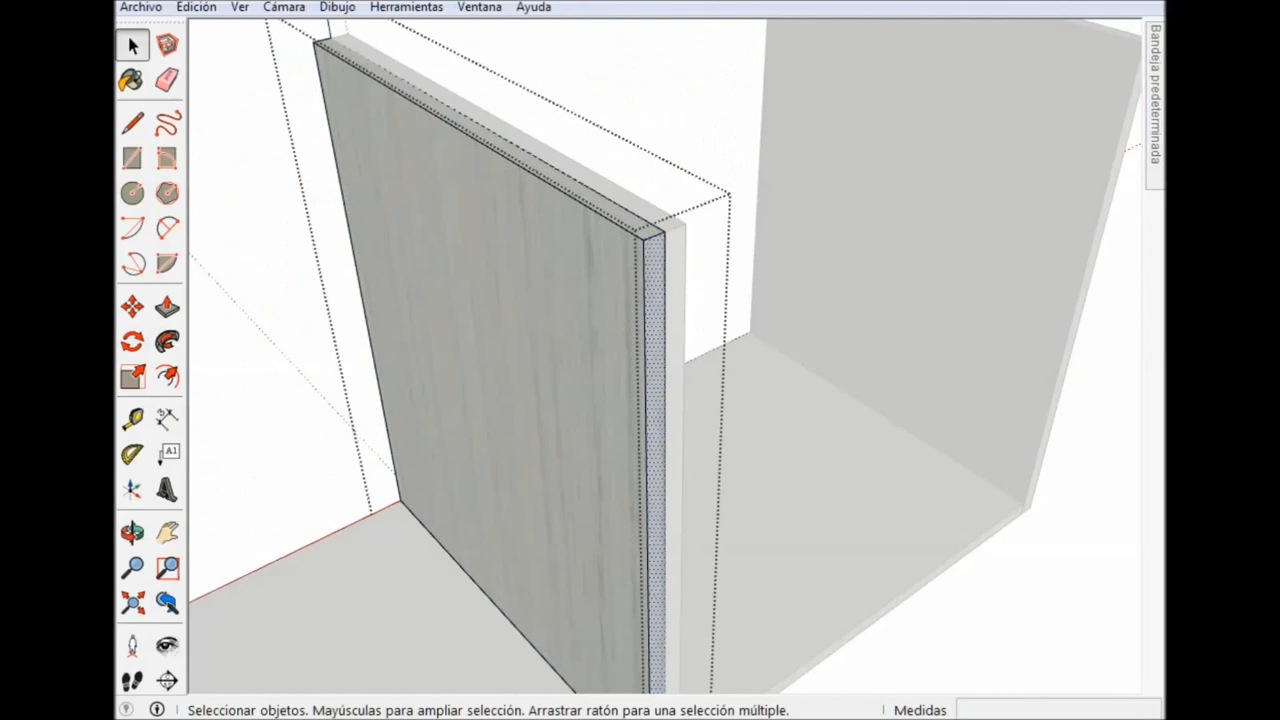 Archivo Edición Ver Cámara Dibujo Herramientas Ventana Ayuda
Bandeja predeterminada
A1
Seleccionar objetos. Mayúsculas para ampliar selección. Arrastrar ratón para una selección múltiple. Medidas